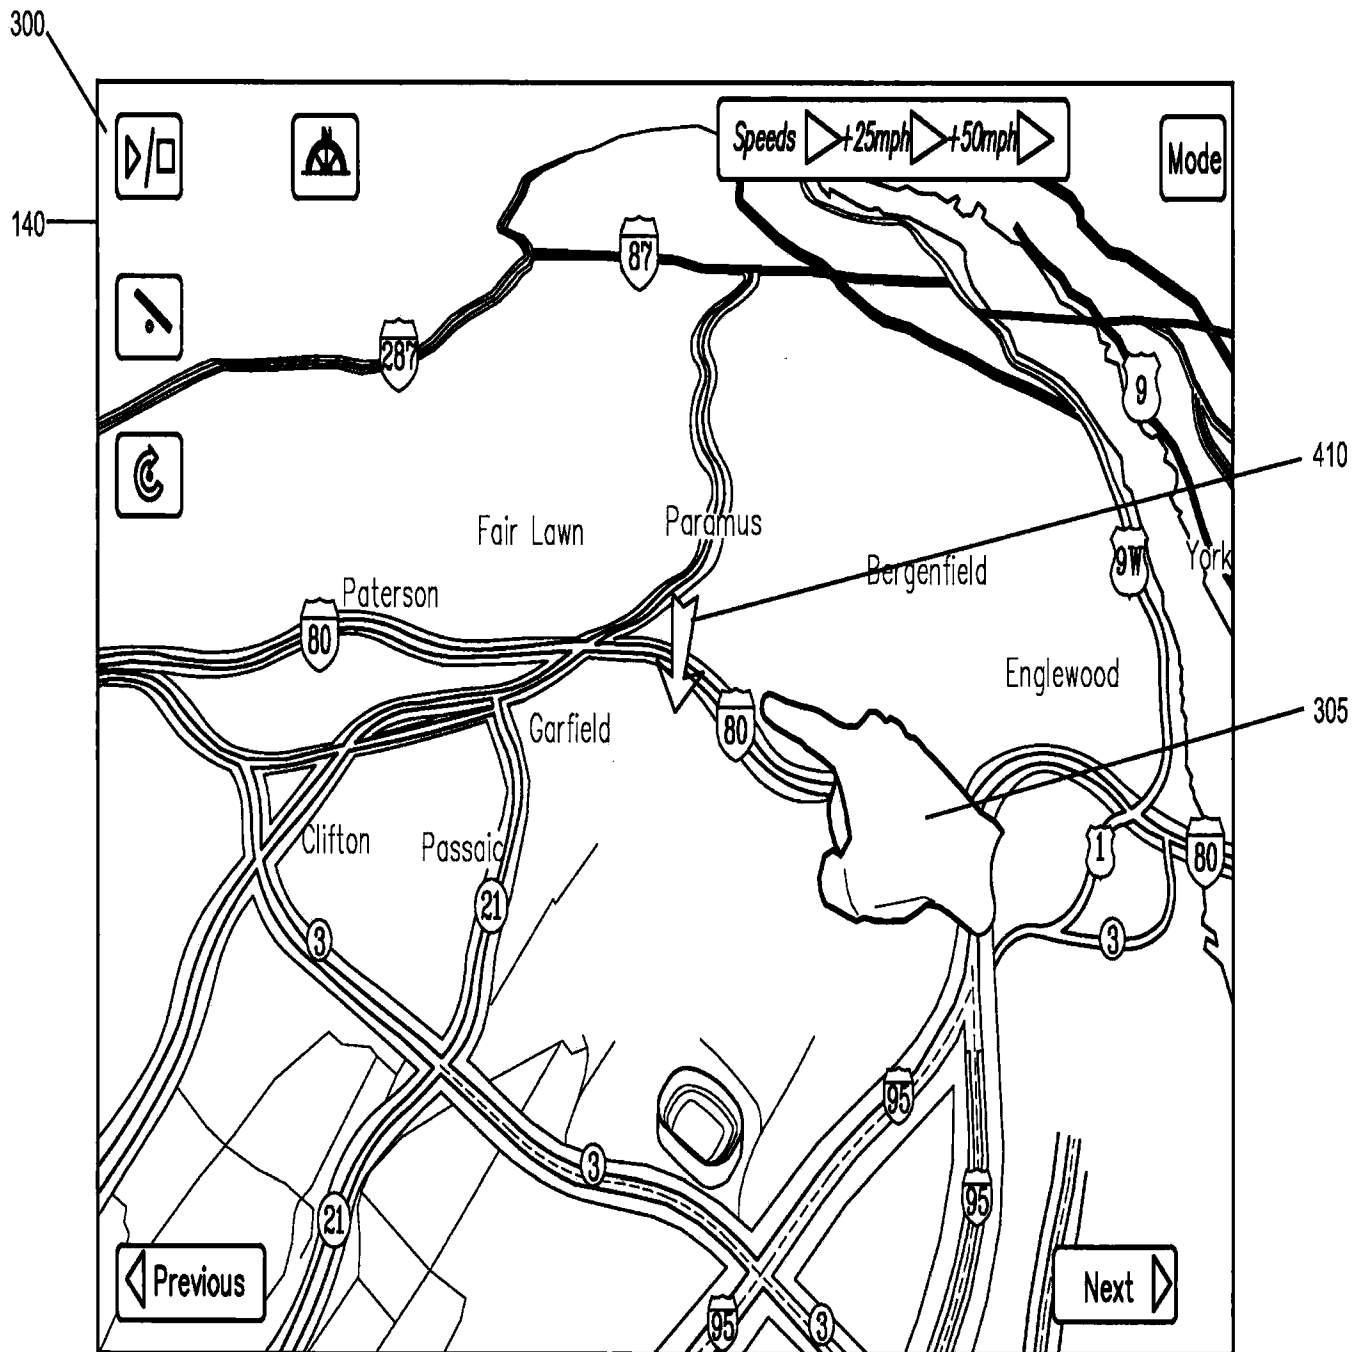 300
N
Speeds +25mph +50mph
Mode
140
87
287
9
410
Fair Lawn
Paramus
9W
York
Bergenfield
Paterson
80
Englewood
305
80
Garfield
Clifton
Passaic
1
80
21
3
3
95
3
95
21
Previous
Next
95
3